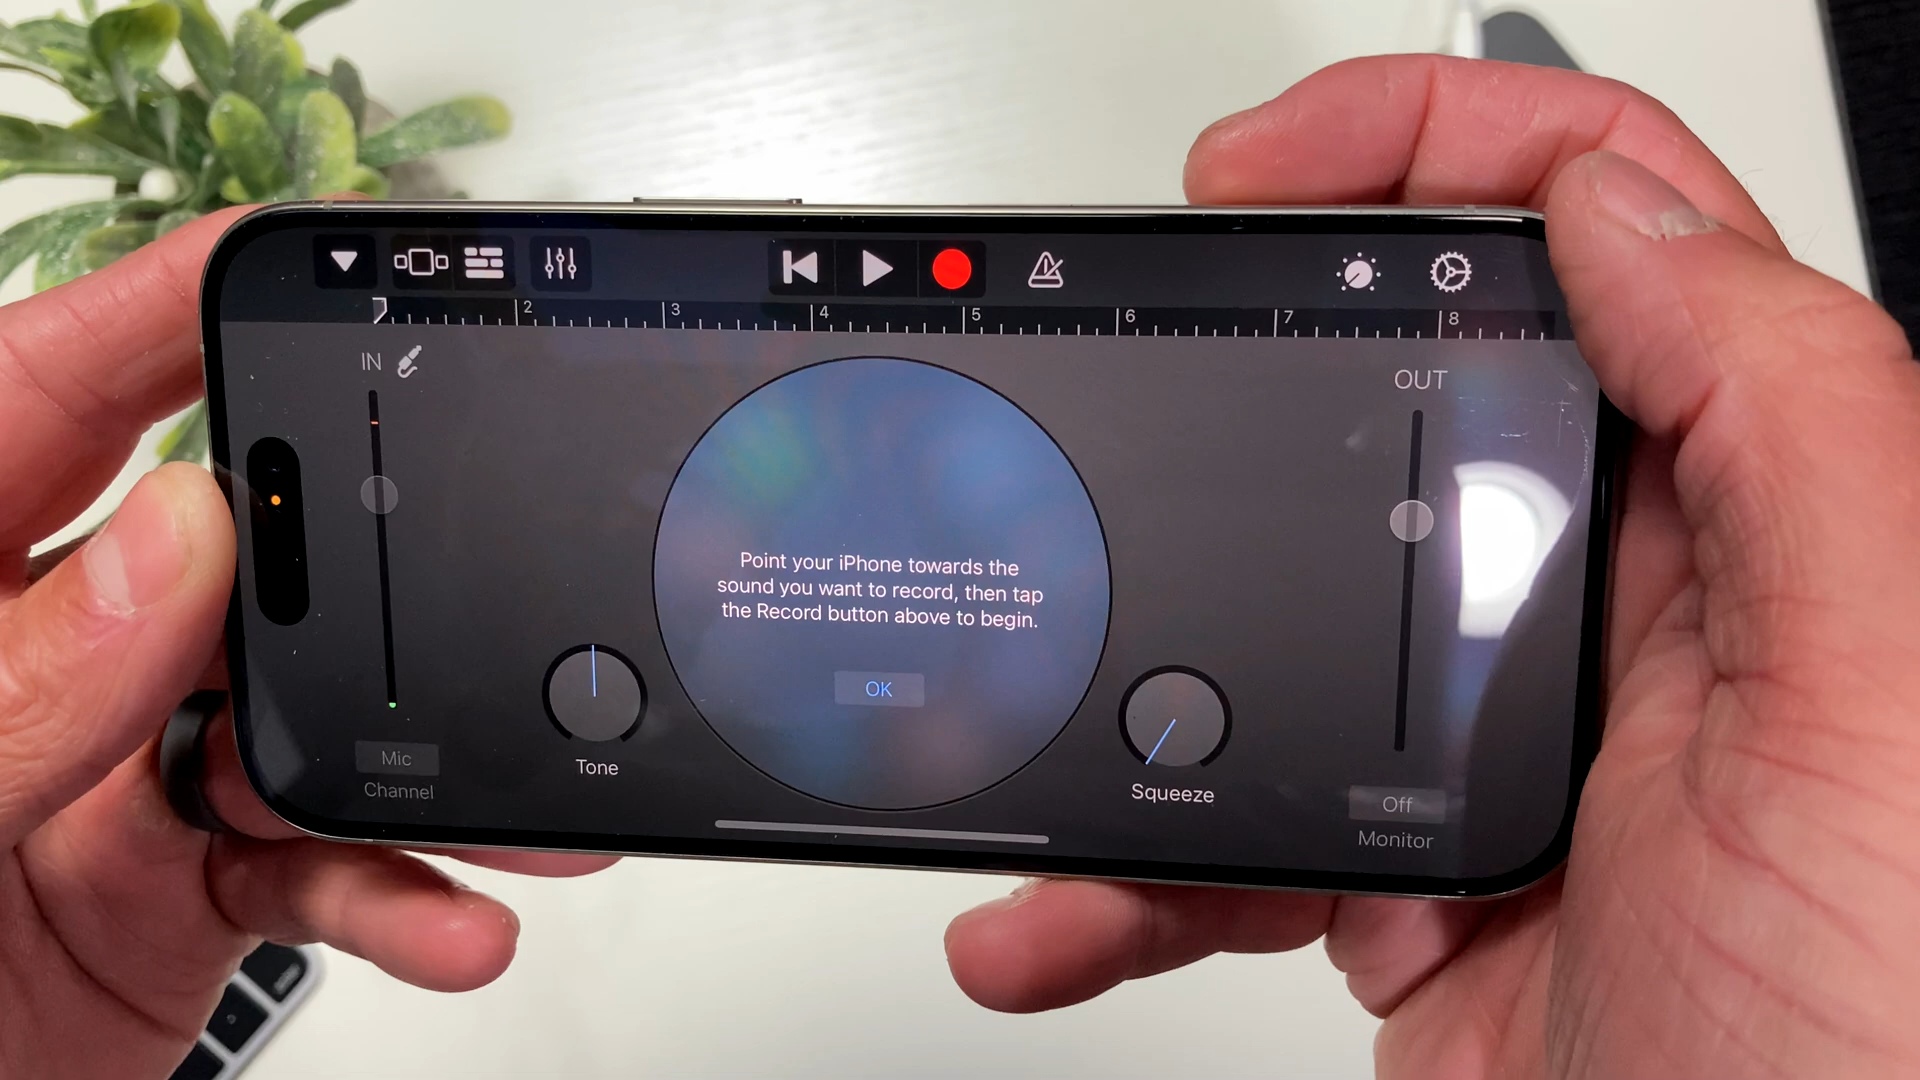 2 3 4 5 6 7 8
IN
OUT
Point your iPhone towards the
sound you want to record, then tap
the Record button above to begin.
OK
Mic
Channel
Tone
Squeeze
Off
Monitor